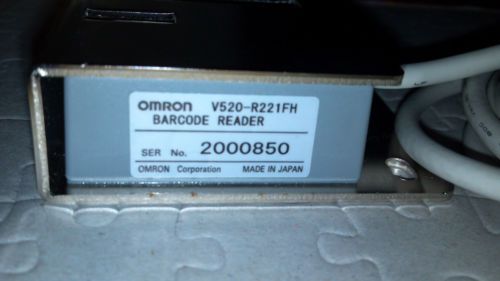 OMRON V520-R221FH
BARCODE READER
SER No. 2000850
OMRON Corporation MADE IN JAPAN